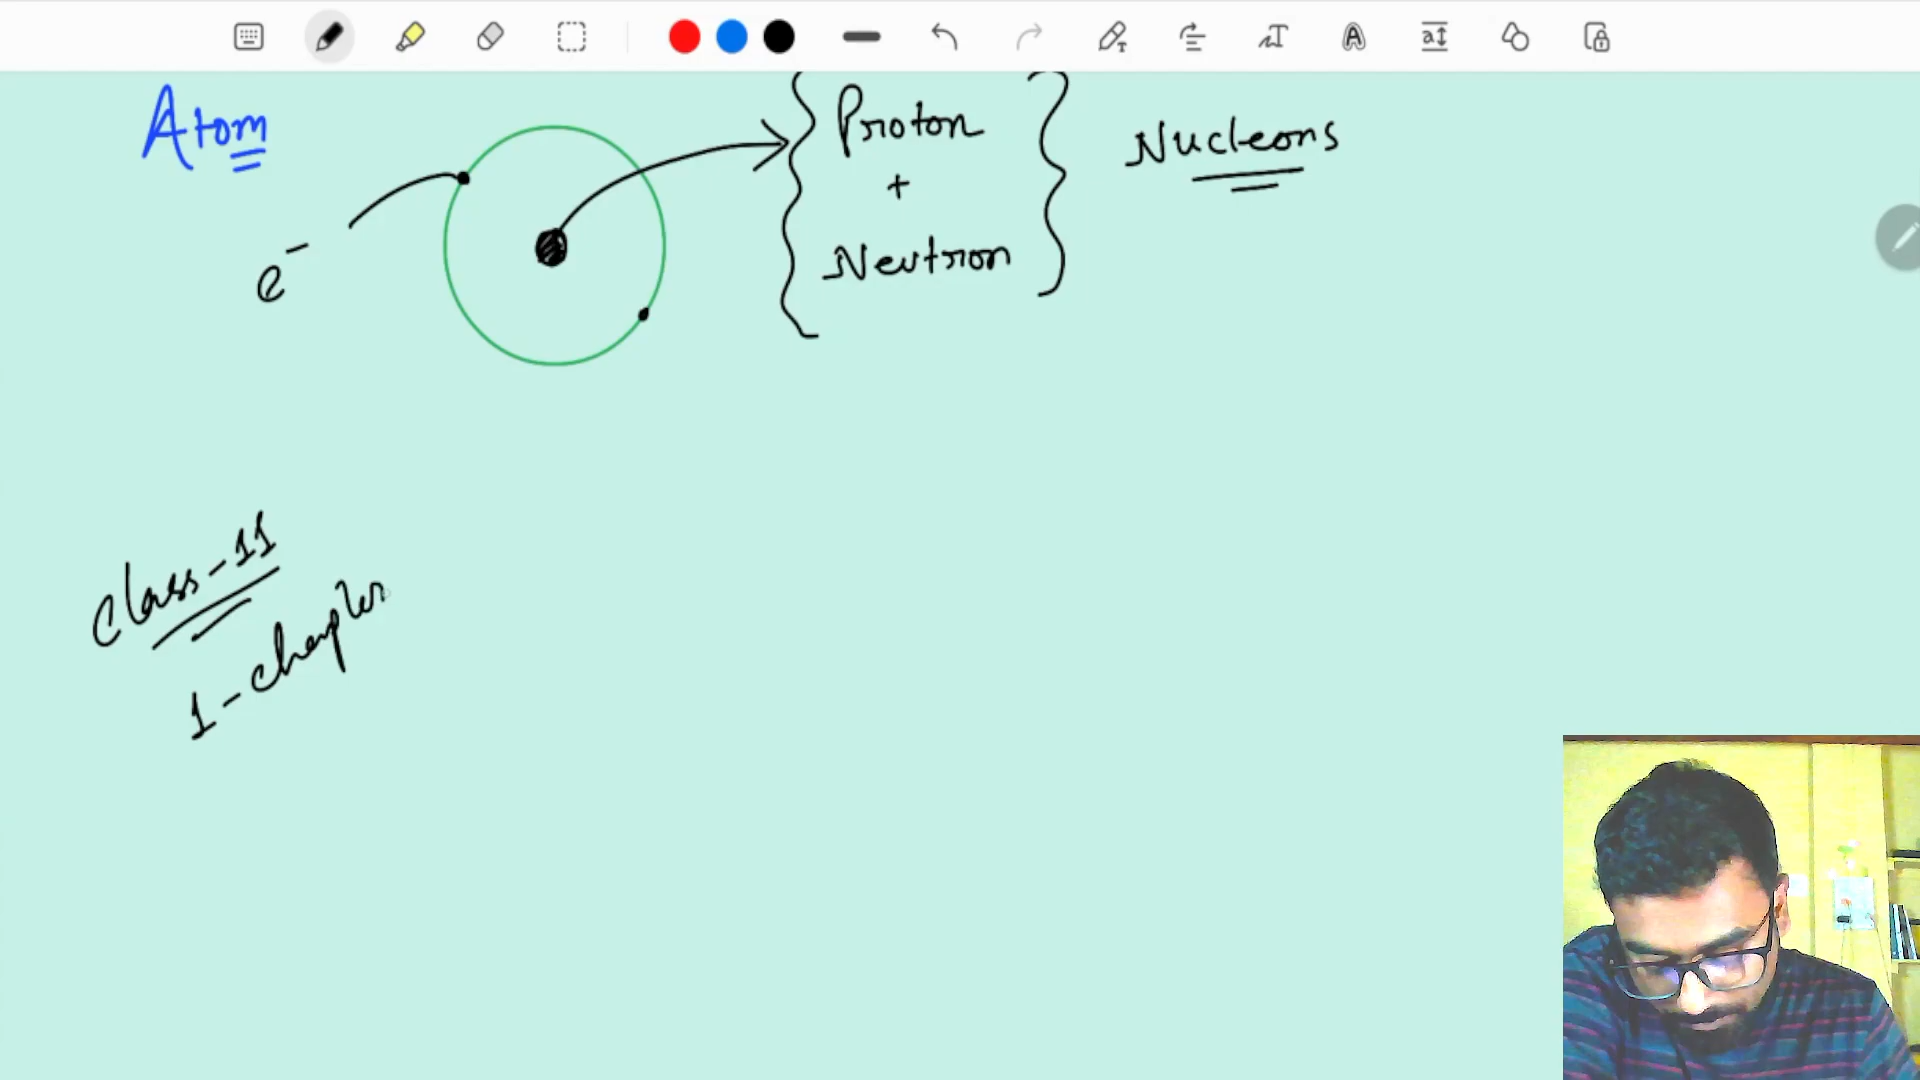 Atom
Proton
+
Neutron
Nucleons
e⁻
class-11
1-chapter